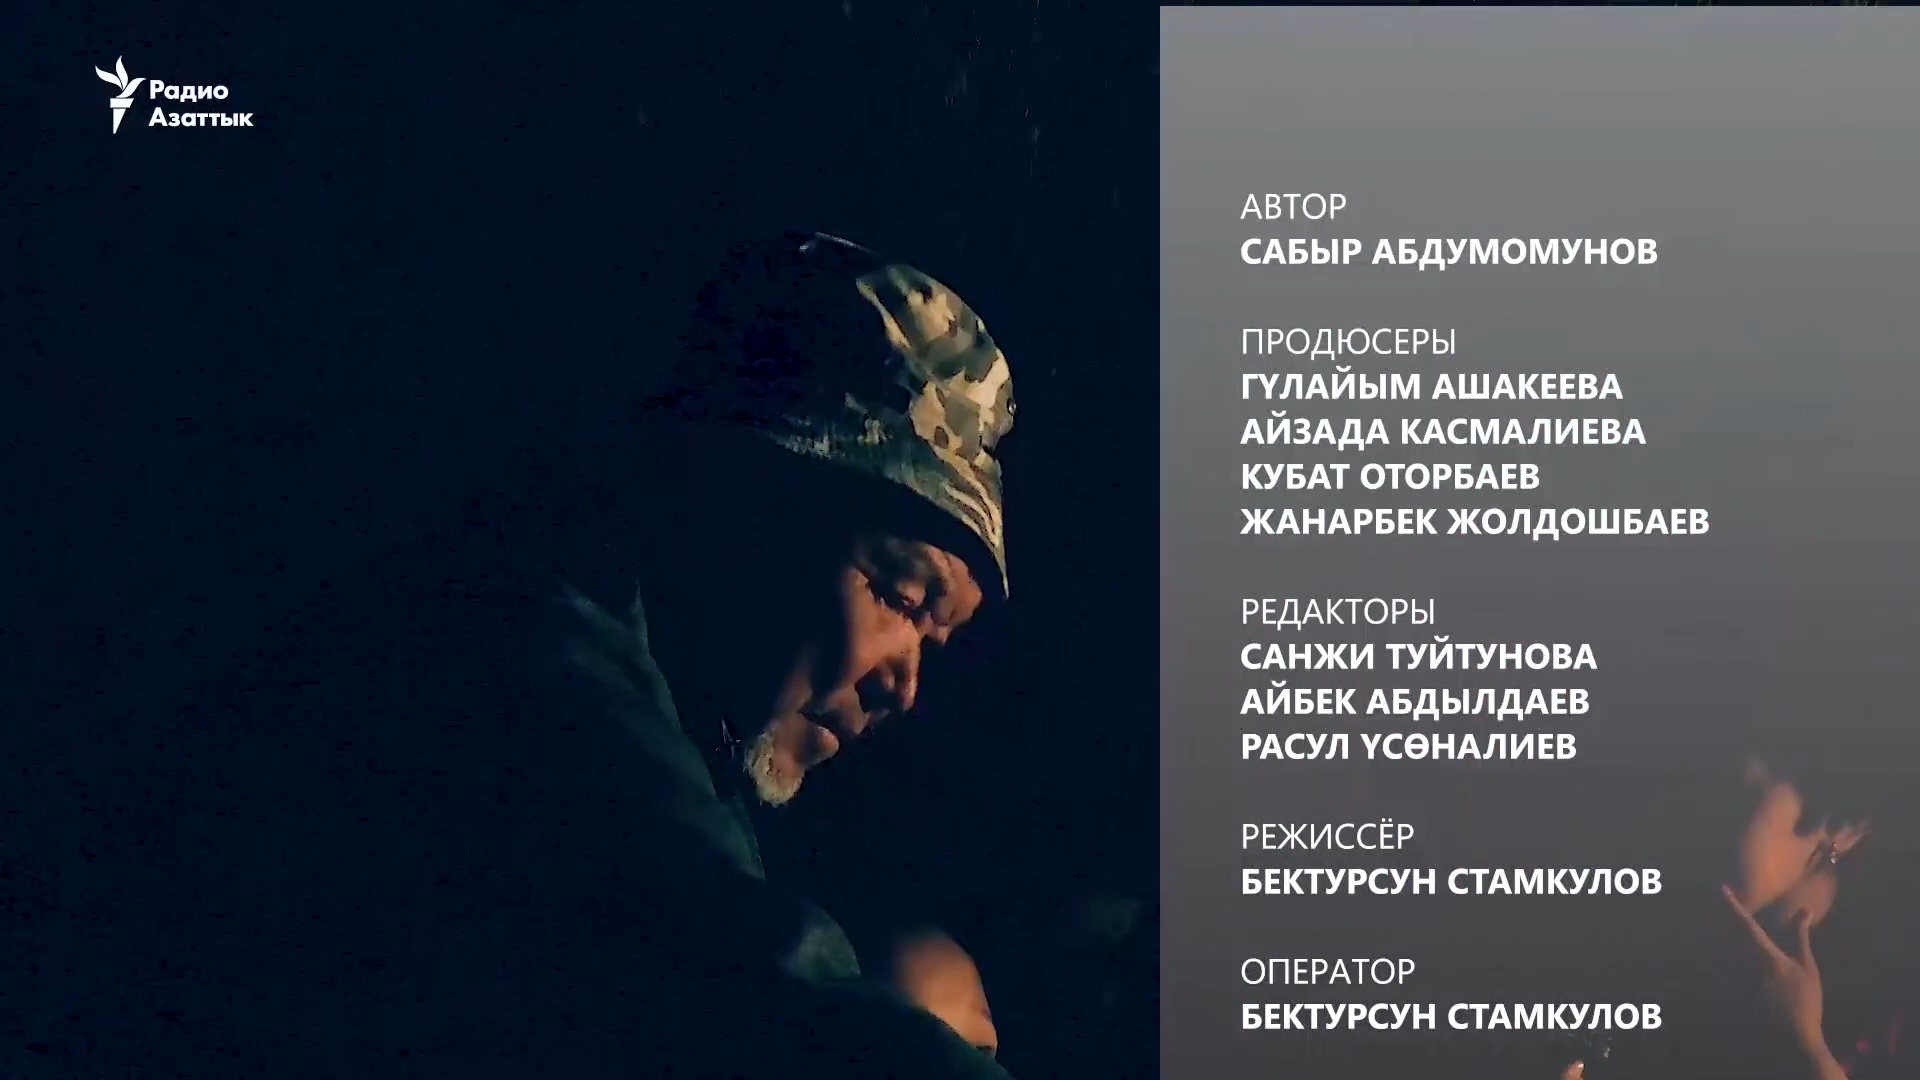 Радио
Азаттык
АВТОР
САБЫР АБДУМОМУНОВ
ПРОДЮСЕРЫ
ГҮЛАЙЫМ АШАКЕЕВА
АЙЗАДА КАСМАЛИЕВА
КУБАТ ОТОРБАЕВ
ЖАНАРБЕК ЖОЛДОШБАЕВ
РЕДАКТОРЫ
САНЖИ ТУЙТУНОВА
АЙБЕК АБДЫЛДАЕВ
РАСУЛ ҮСӨНАЛИЕВ
РЕЖИССЁР
БЕКТУРСУН СТАМКУЛОВ
ОПЕРАТОР
БЕКТУРСУН СТАМКУЛОВ